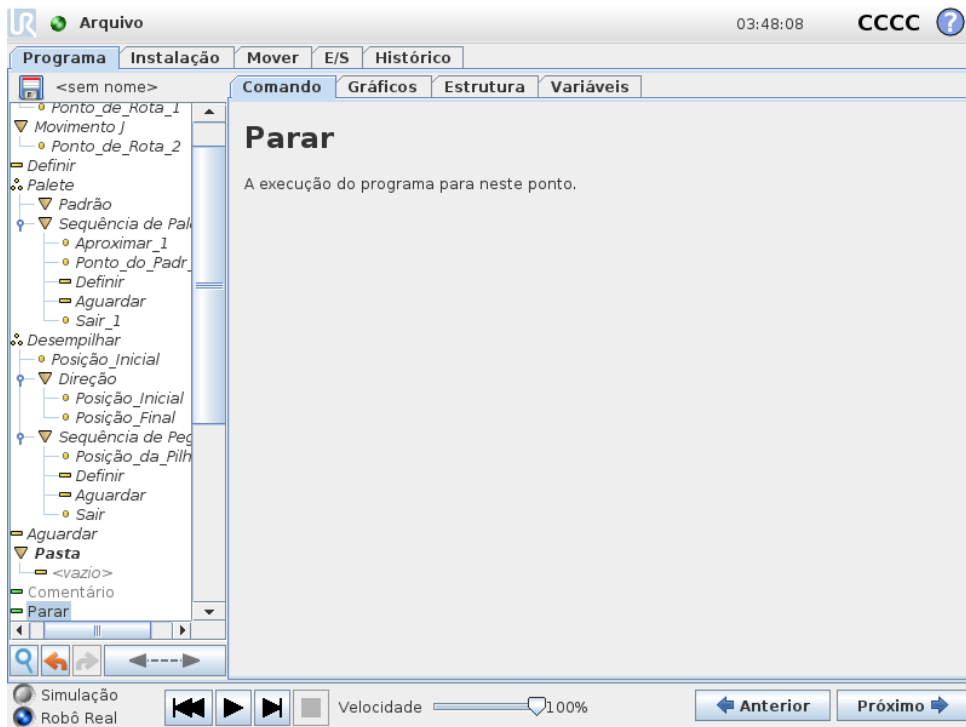 UR Arquivo 03:48:08 CCCC ?
Programa Instalação Mover E/S Histórico
<sem nome> Comando Gráficos Estrutura Variáveis
Ponto_de_Rota_1
Movimento J
Ponto_de_Rota_2
Definir
Palete
Padrão
Sequência de Pal
Aproximar_1
Ponto_do_Padr_
Definir
Aguardar
Sair_1
Desempilhar
Posição_Inicial
Direção
Posição_Inicial
Posição_Final
Sequência de Peg
Posição_da_Pilh
Definir
Aguardar
Sair
Aguardar
Pasta
<vazio>
Comentário
Parar
Parar
A execução do programa para neste ponto.
Simulação
Robô Real
Velocidade 100% Anterior Próximo